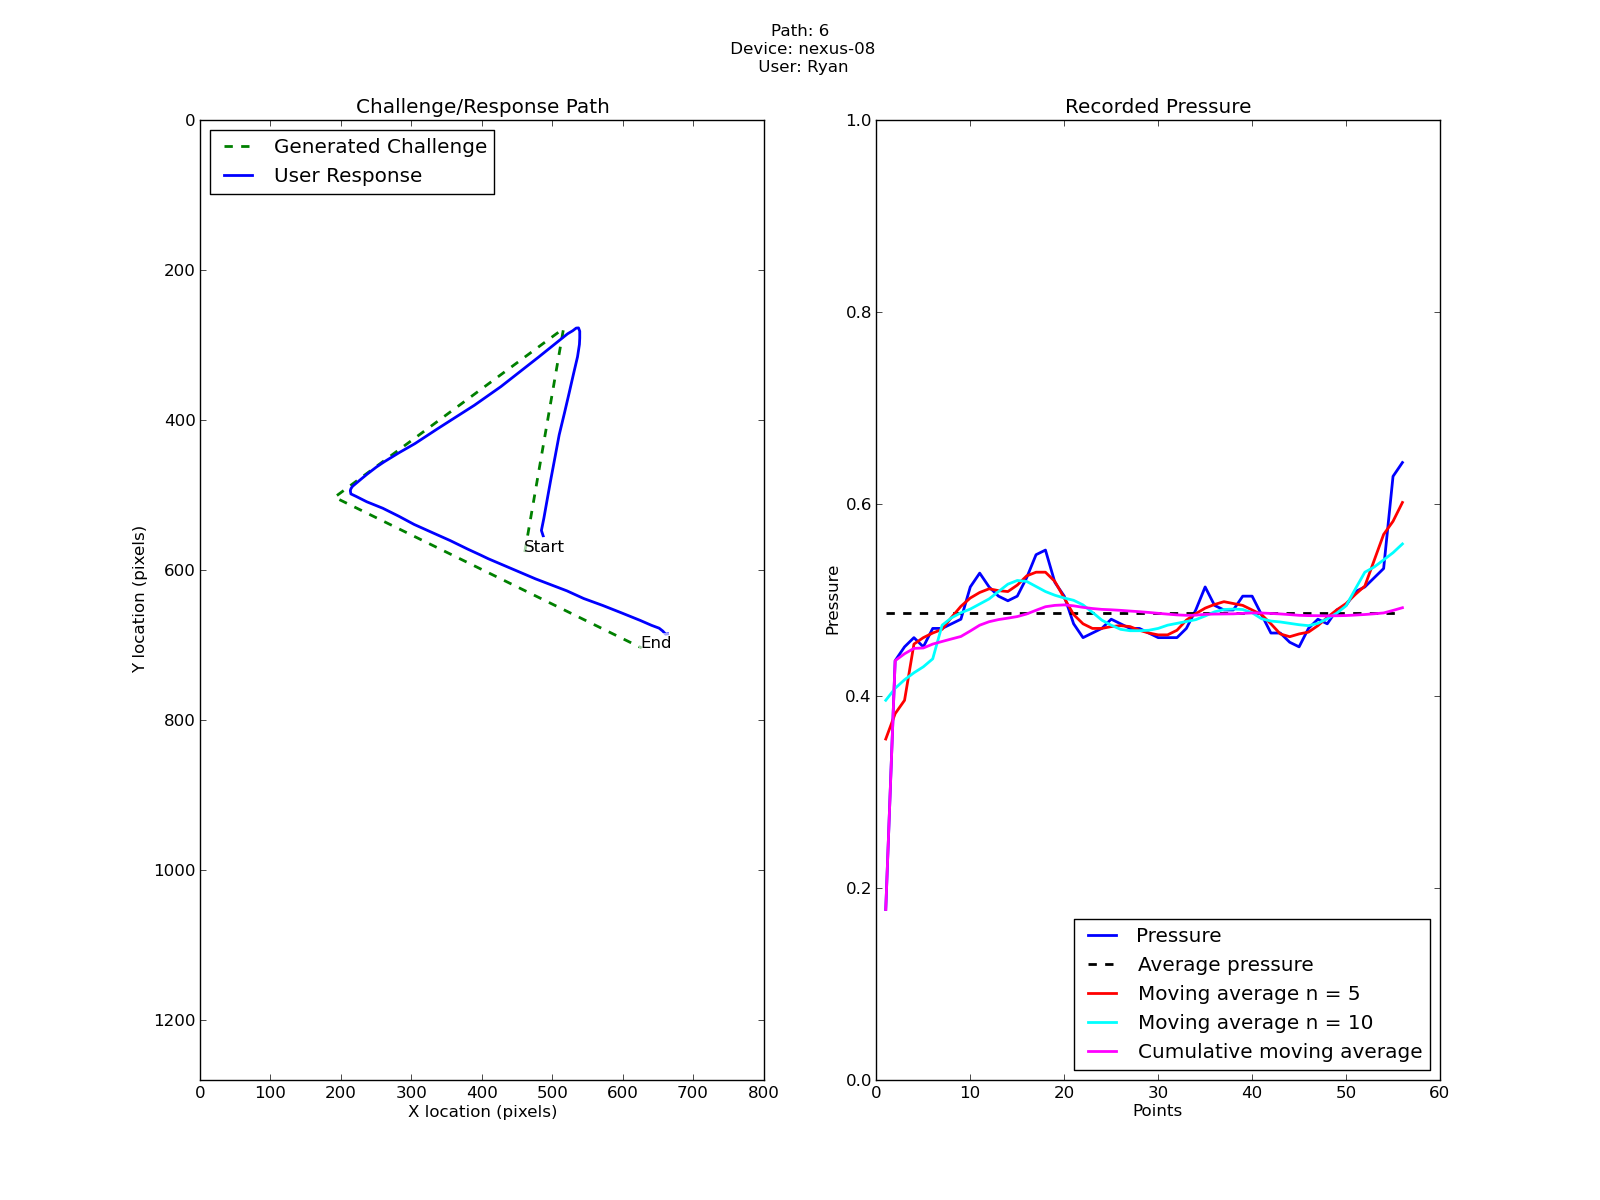 Path: 6
Device: nexus-08
User: Ryan
Challenge/Response Path
Generated Challenge
User Response
0
200
400
600
800
1000
1200
Y location (pixels)
Start
End
0 100 200 300 400 500 600 700 800
X location (pixels)
Recorded Pressure
1.0
0.8
0.6
0.4
0.2
0.0
Pressure
Pressure
Average pressure
Moving average n = 5
Moving average n = 10
Cumulative moving average
0 10 20 30 40 50 60
Points